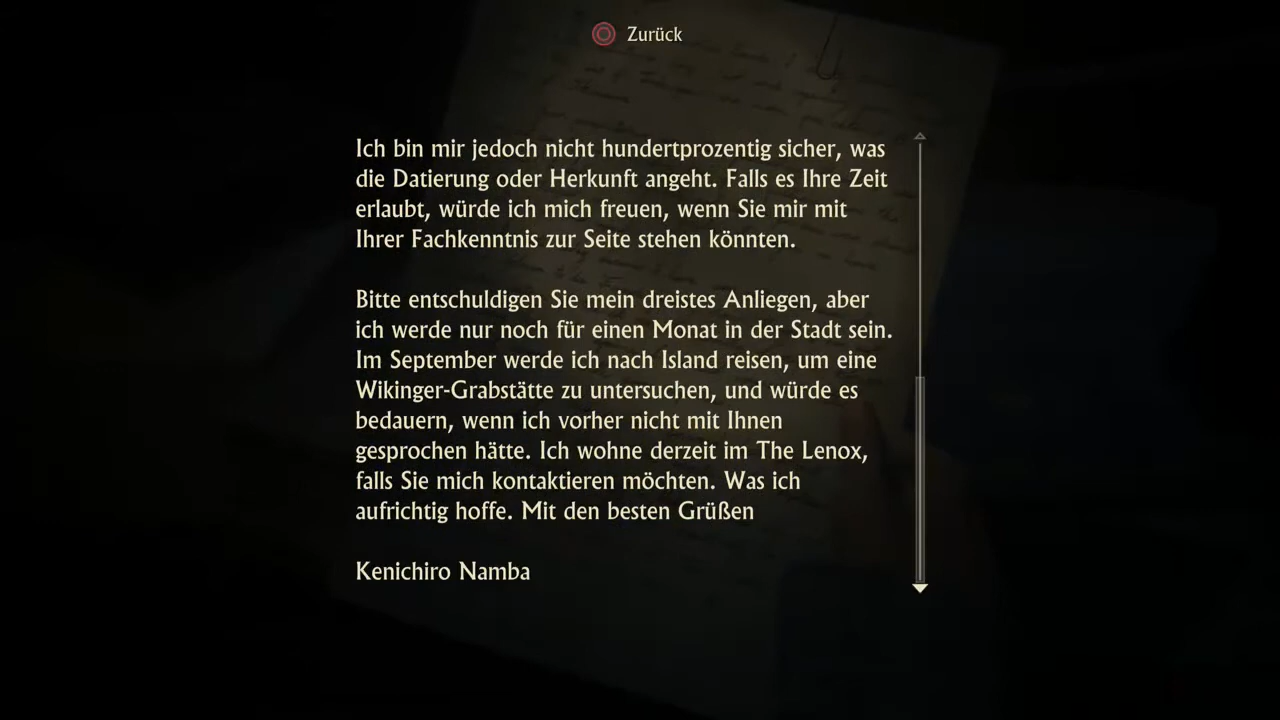 Zurück
Ich bin mir jedoch nicht hundertprozentig sicher, was
die Datierung oder Herkunft angeht. Falls es Ihre Zeit
erlaubt, würde ich mich freuen, wenn Sie mir mit
Ihrer Fachkenntnis zur Seite stehen könnten.
Bitte entschuldigen Sie mein dreistes Anliegen, aber
ich werde nur noch für einen Monat in der Stadt sein.
Im September werde ich nach Island reisen, um eine
Wikinger-Grabstätte zu untersuchen, und würde es
bedauern, wenn ich vorher nicht mit Ihnen
gesprochen hätte. Ich wohne derzeit im The Lenox,
falls Sie mich kontaktieren möchten. Was ich
aufrichtig hoffe. Mit den besten Grüßen
Kenichiro Namba